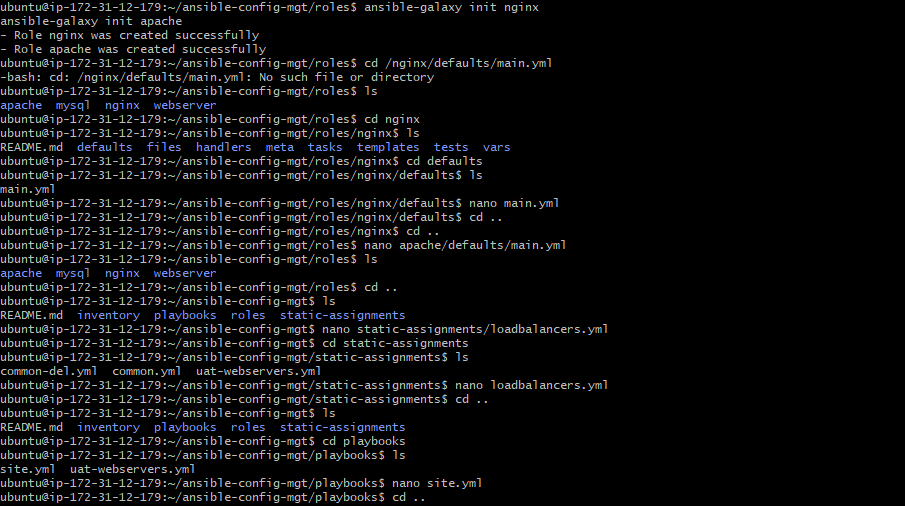 ubuntu@ip-172-31-12-179:~/ansible-config-mgt/roles$ ansible-galaxy init nginx
ansible-galaxy init apache
- Role nginx was created successfully
- Role apache was created successfully
ubuntu@ip-172-31-12-179:~/ansible-config-mgt/roles$ cd /nginx/defaults/main.yml
-bash: cd: /nginx/defaults/main.yml: No such file or directory
ubuntu@ip-172-31-12-179:~/ansible-config-mgt/roles$ ls
apache  mysql  nginx  webserver
ubuntu@ip-172-31-12-179:~/ansible-config-mgt/roles$ cd nginx
ubuntu@ip-172-31-12-179:~/ansible-config-mgt/roles/nginx$ ls
README.md  defaults  files  handlers  meta  tasks  templates  tests  vars
ubuntu@ip-172-31-12-179:~/ansible-config-mgt/roles/nginx$ cd defaults
ubuntu@ip-172-31-12-179:~/ansible-config-mgt/roles/nginx/defaults$ ls
main.yml
ubuntu@ip-172-31-12-179:~/ansible-config-mgt/roles/nginx/defaults$ nano main.yml
ubuntu@ip-172-31-12-179:~/ansible-config-mgt/roles/nginx/defaults$ cd ..
ubuntu@ip-172-31-12-179:~/ansible-config-mgt/roles/nginx$ cd ..
ubuntu@ip-172-31-12-179:~/ansible-config-mgt/roles$ nano apache/defaults/main.yml
ubuntu@ip-172-31-12-179:~/ansible-config-mgt/roles$ ls
apache  mysql  nginx  webserver
ubuntu@ip-172-31-12-179:~/ansible-config-mgt/roles$ cd ..
ubuntu@ip-172-31-12-179:~/ansible-config-mgt$ ls
README.md  inventory  playbooks  roles  static-assignments
ubuntu@ip-172-31-12-179:~/ansible-config-mgt$ nano static-assignments/loadbalancers.yml
ubuntu@ip-172-31-12-179:~/ansible-config-mgt$ cd static-assignments
ubuntu@ip-172-31-12-179:~/ansible-config-mgt/static-assignments$ ls
common-del.yml  common.yml  uat-webservers.yml
ubuntu@ip-172-31-12-179:~/ansible-config-mgt/static-assignments$ nano loadbalancers.yml
ubuntu@ip-172-31-12-179:~/ansible-config-mgt/static-assignments$ cd ..
ubuntu@ip-172-31-12-179:~/ansible-config-mgt$ ls
README.md  inventory  playbooks  roles  static-assignments
ubuntu@ip-172-31-12-179:~/ansible-config-mgt$ cd playbooks
ubuntu@ip-172-31-12-179:~/ansible-config-mgt/playbooks$ ls
site.yml  uat-webservers.yml
ubuntu@ip-172-31-12-179:~/ansible-config-mgt/playbooks$ nano site.yml
ubuntu@ip-172-31-12-179:~/ansible-config-mgt/playbooks$ cd ..